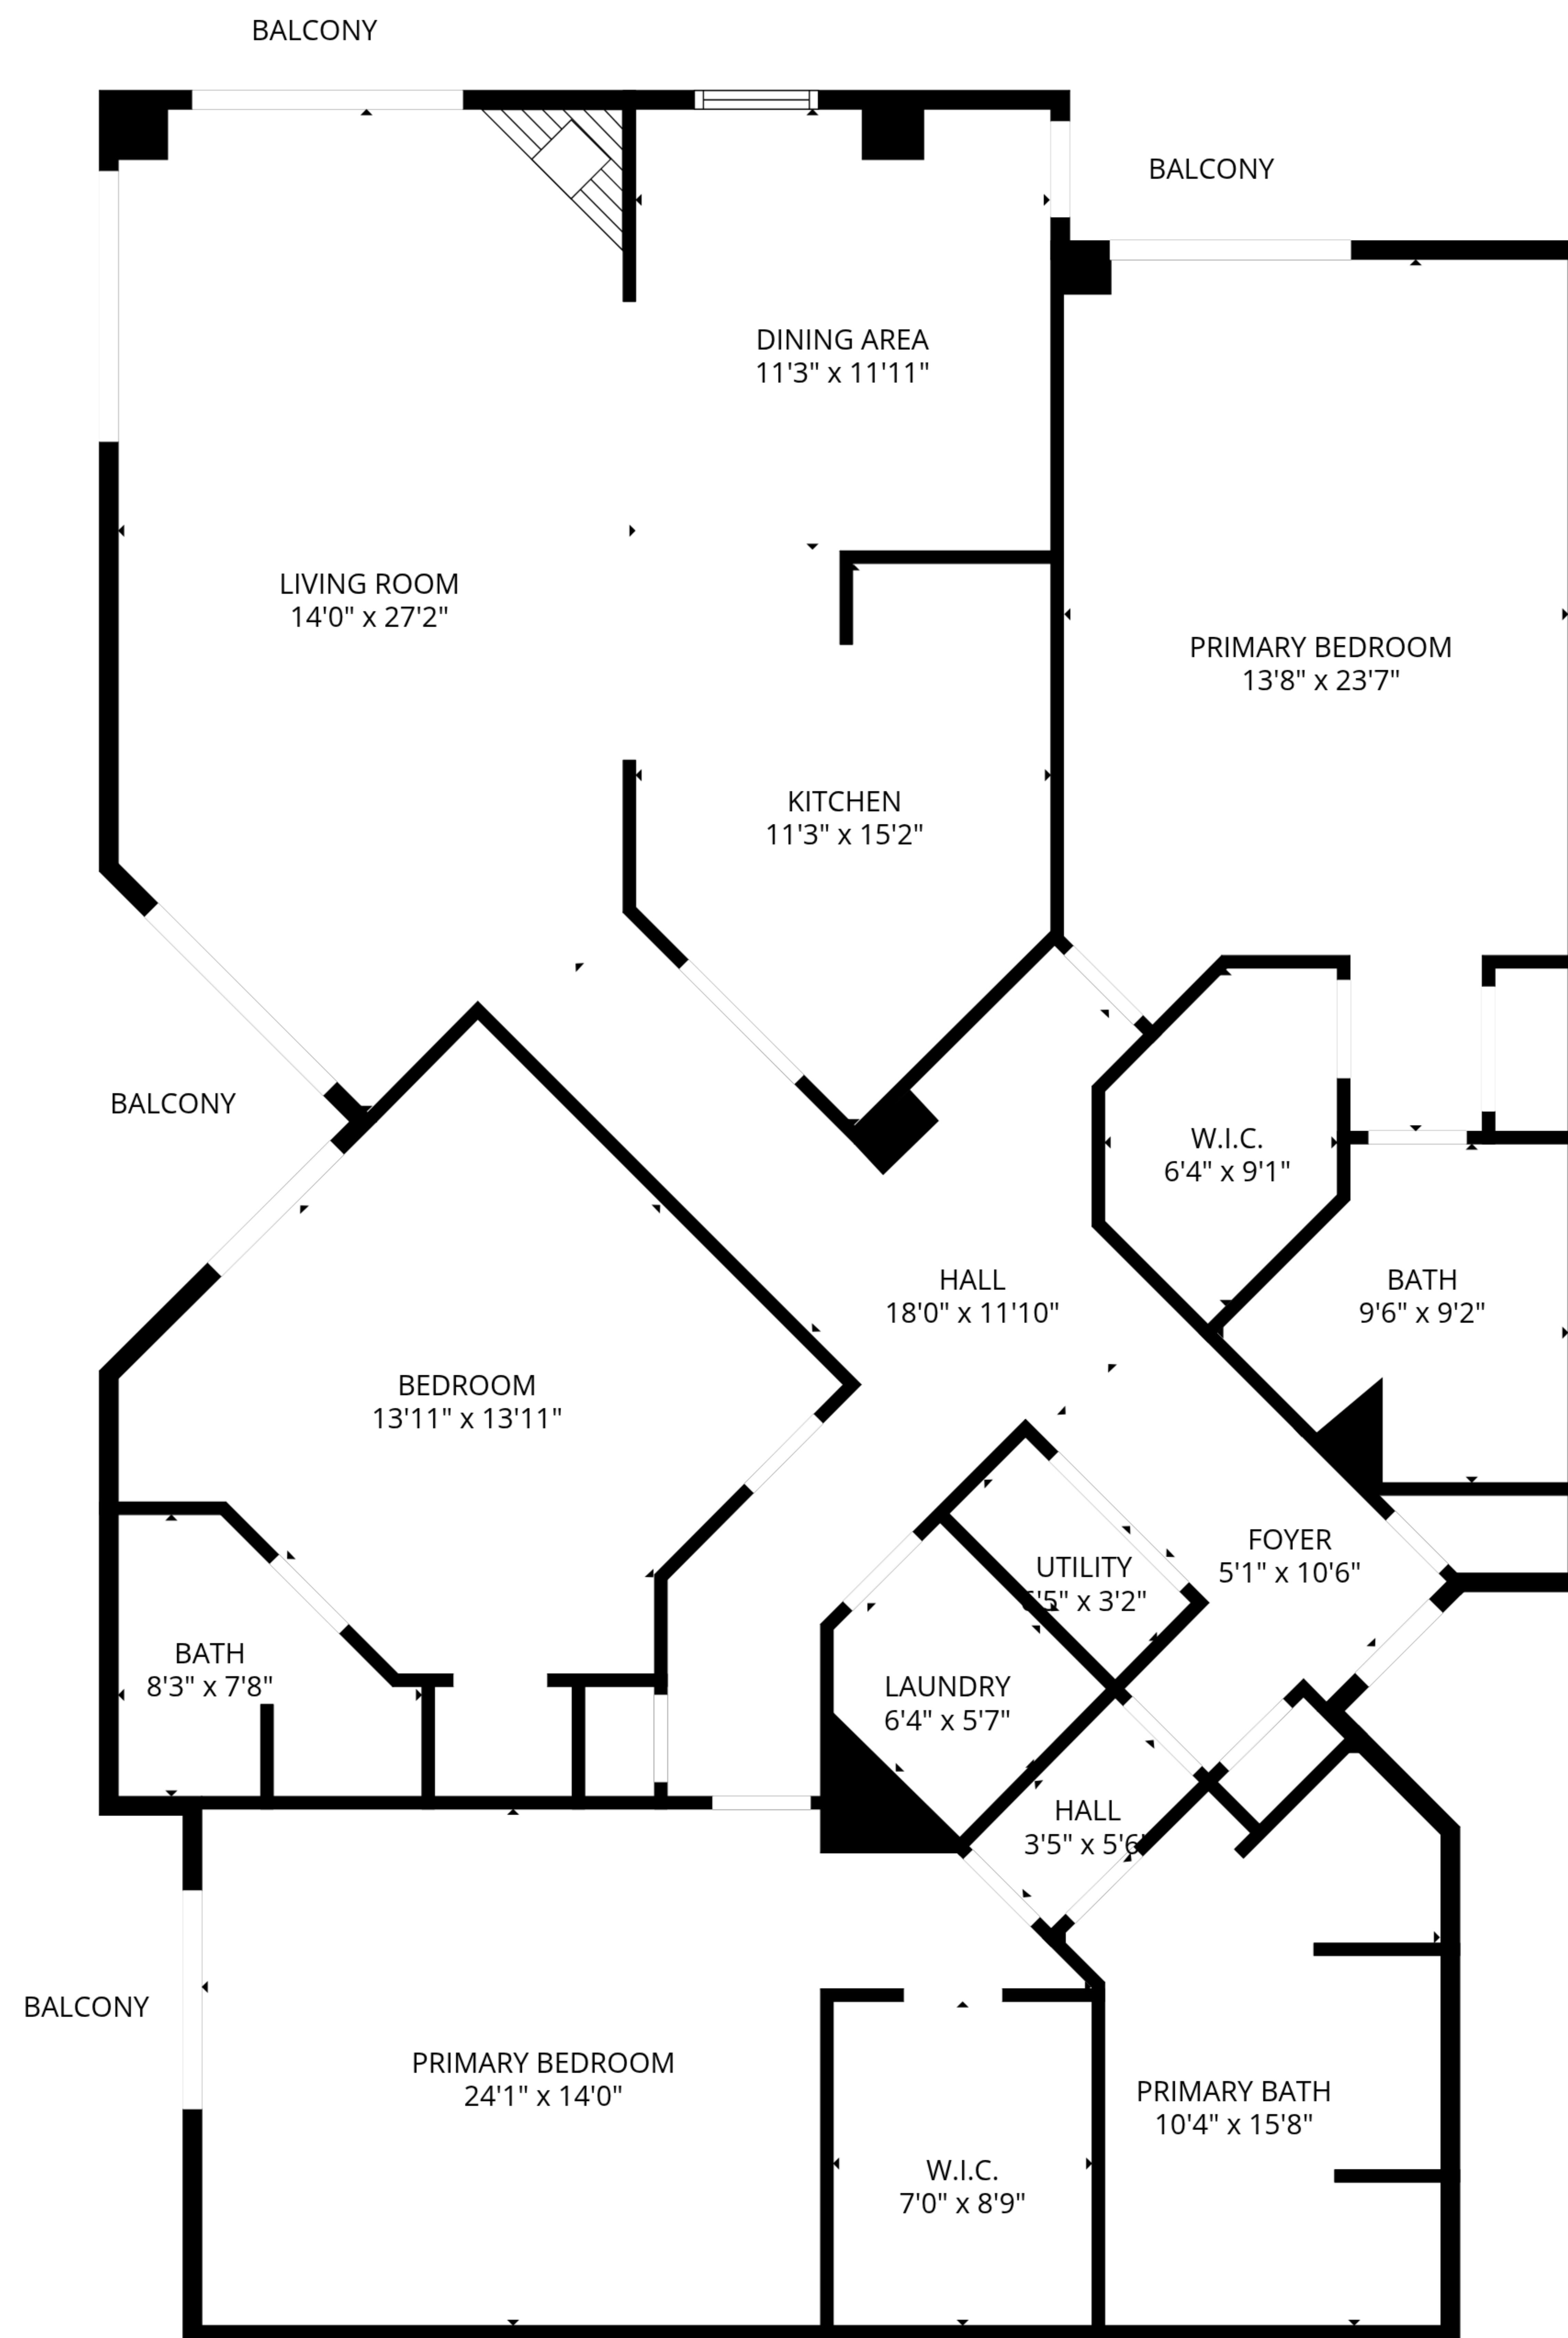 BALCONY
BALCONY
DINING AREA
11'3" x 11'11"
LIVING ROOM
14'0" x 27'2"
PRIMARY BEDROOM
13'8" x 23'7"
KITCHEN
11'3" x 15'2"
BALCONY
W.I.C.
6'4" x 9'1"
HALL
18'0" x 11'10"
BATH
9'6" x 9'2"
BEDROOM
13'11" x 13'11"
FOYER
5'1" x 10'6"
UTILITY
x 3'2"
BATH
8'3" x 7'8"
LAUNDRY
6'4" x 5'7"
HALL
3'5" x 5'6
BALCONY
PRIMARY BEDROOM
24'1" x 14'0"
PRIMARY BATH
10'4" x 15'8"
W.I.C.
7'0" x 8'9"